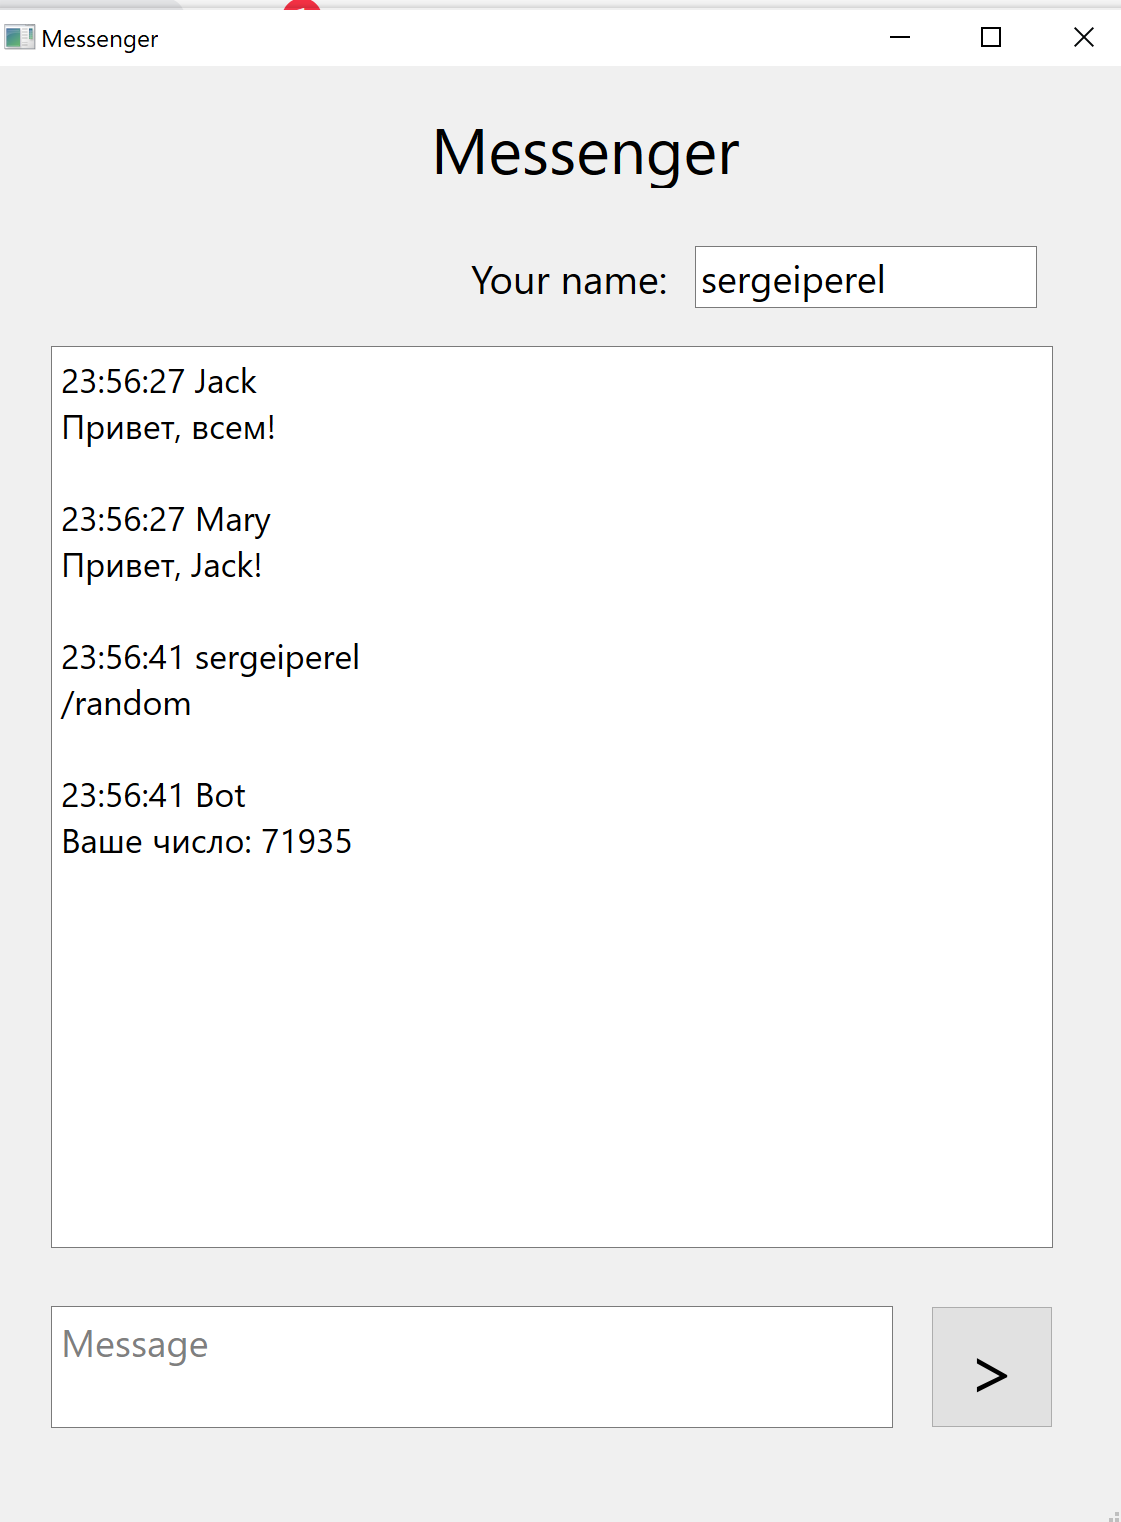 Messenger
Messenger
Your name: sergeiperel
23:56:27 Jack
Привет, всем!
23:56:27 Mary
Привет, Jack!
23:56:41 sergeiperel
/random
23:56:41 Bot
Ваше число: 71935
Message
>